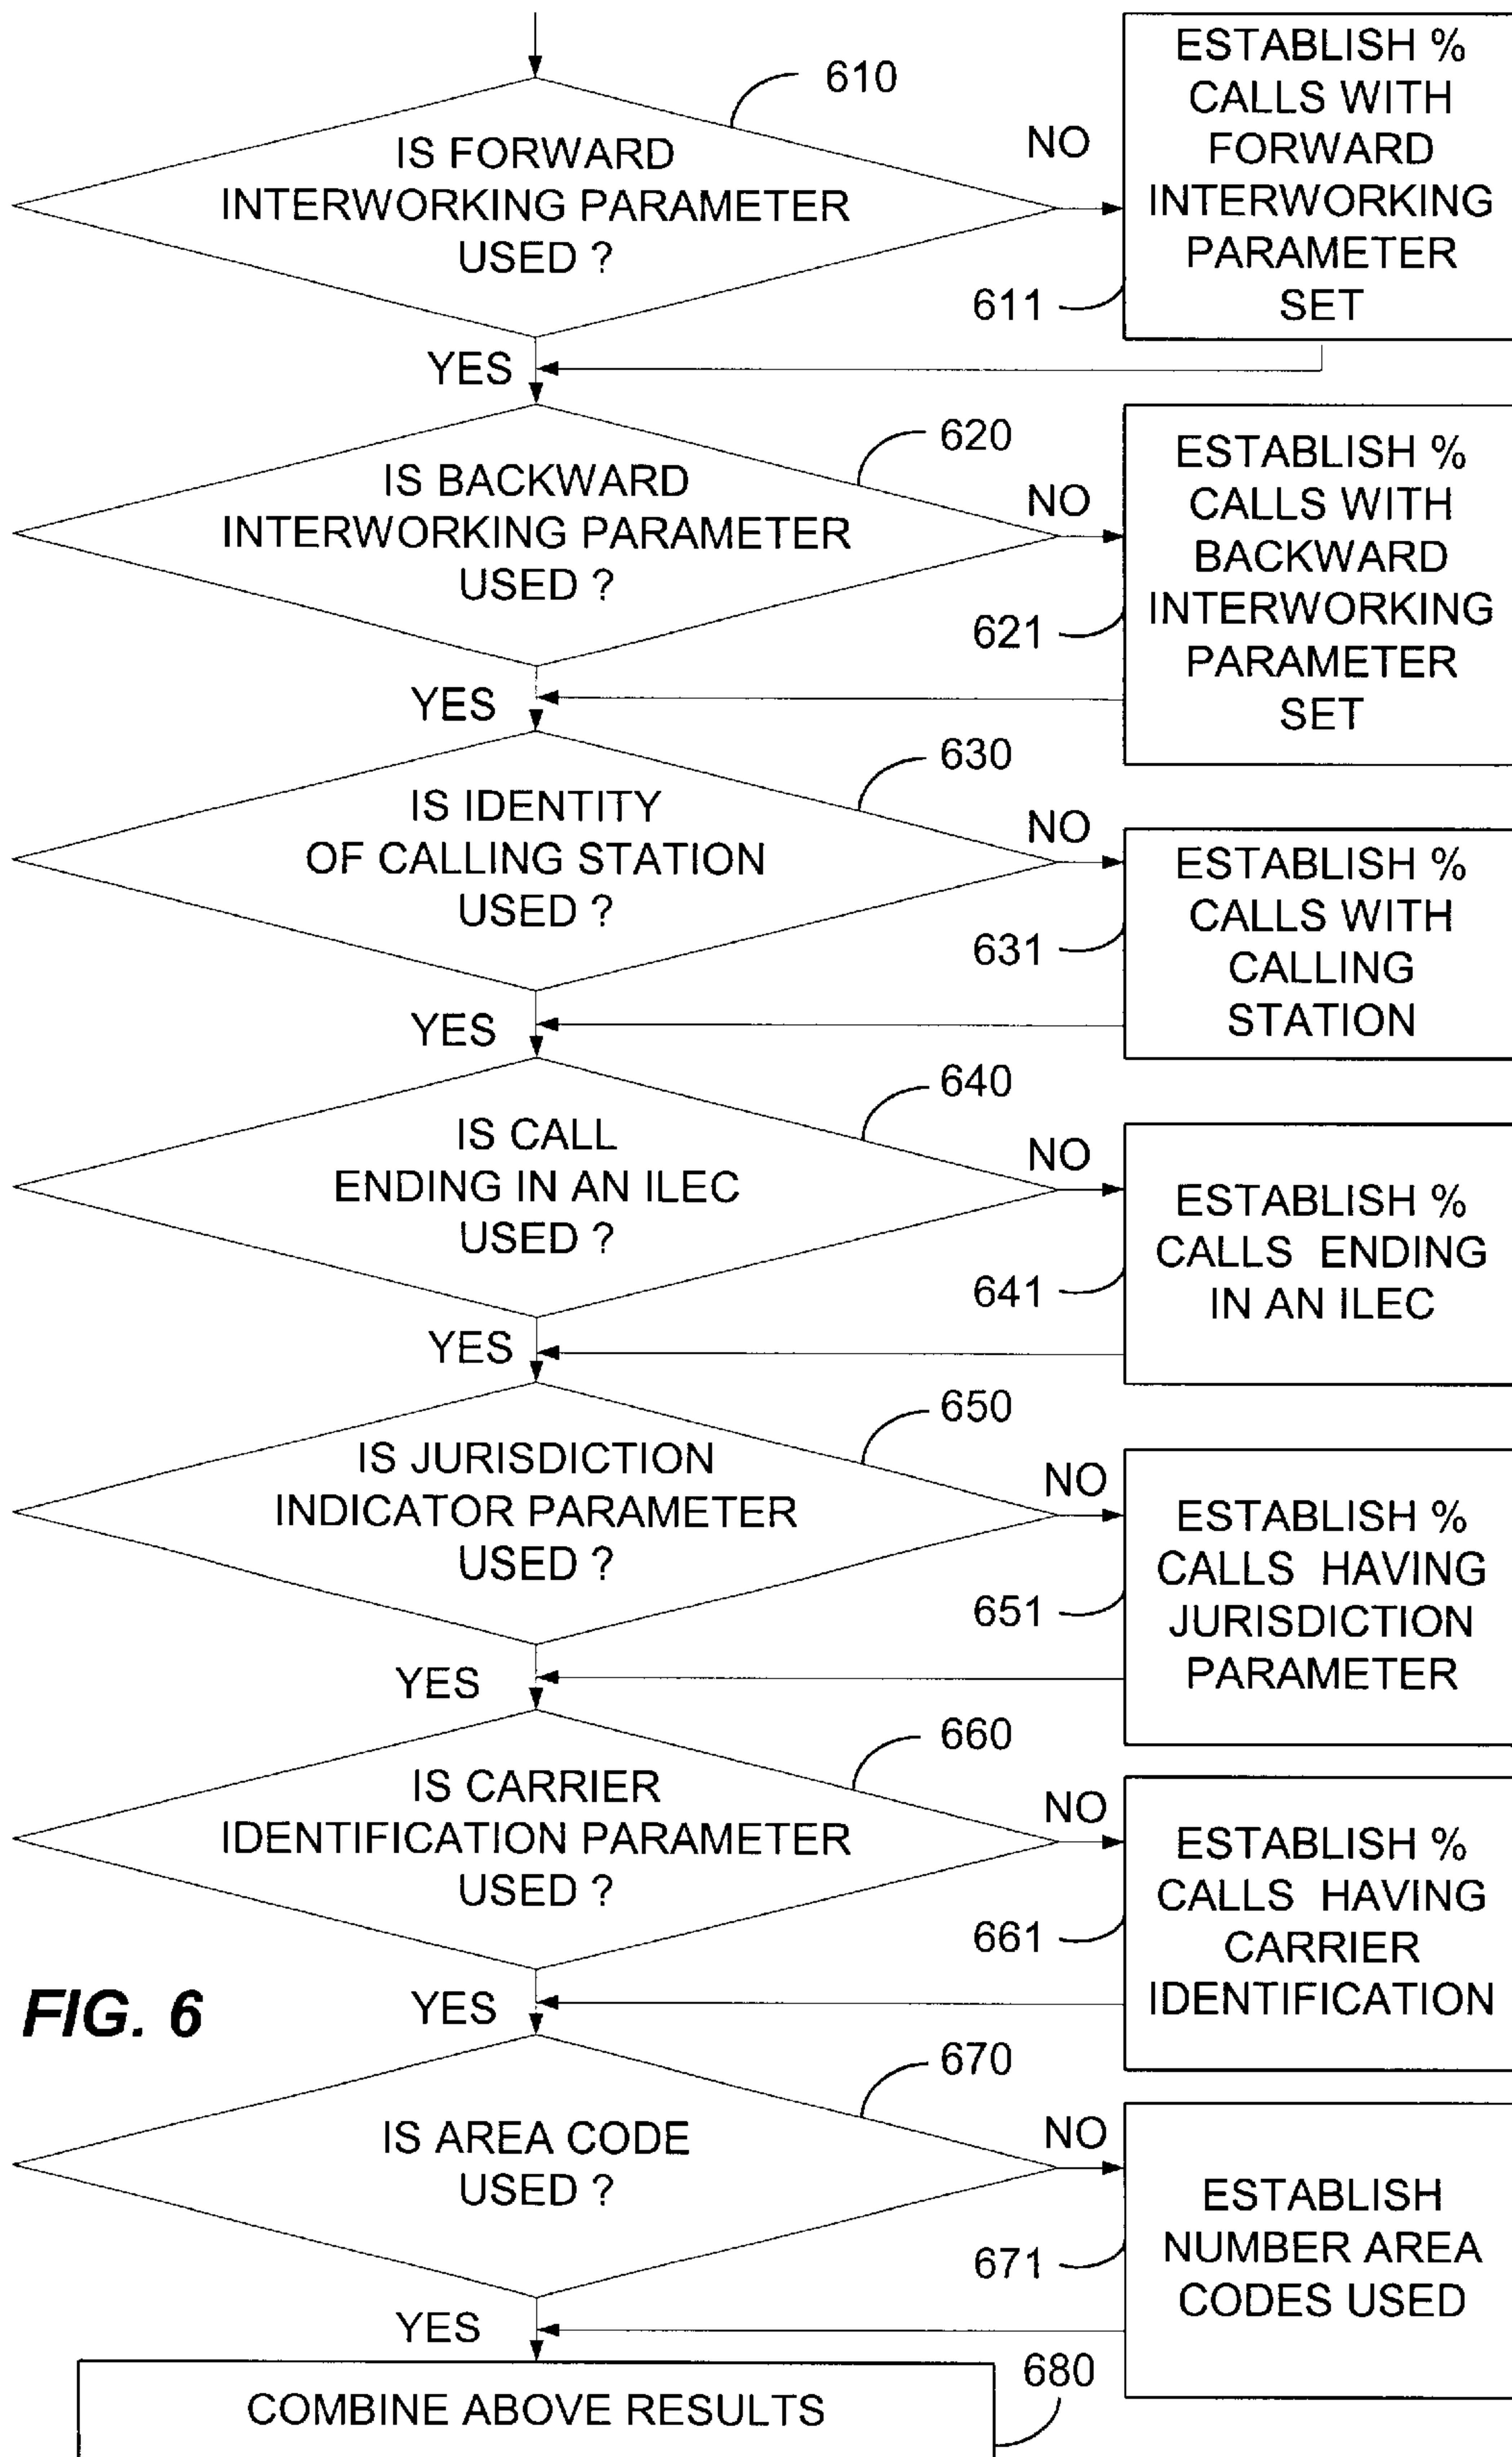 610
IS FORWARD
INTERWORKING PARAMETER
USED ?
NO
ESTABLISH %
CALLS WITH
FORWARD
INTERWORKING
PARAMETER
SET
611
YES
620
IS BACKWARD
INTERWORKING PARAMETER
USED ?
NO
ESTABLISH %
CALLS WITH
BACKWARD
INTERWORKING
PARAMETER
SET
621
YES
630
IS IDENTITY
OF CALLING STATION
USED ?
NO
ESTABLISH %
CALLS WITH
CALLING
STATION
631
YES
640
IS CALL
ENDING IN AN ILEC
USED ?
NO
ESTABLISH %
CALLS ENDING
IN AN ILEC
641
YES
650
IS JURISDICTION
INDICATOR PARAMETER
USED ?
NO
ESTABLISH %
CALLS HAVING
JURISDICTION
PARAMETER
651
YES
660
IS CARRIER
IDENTIFICATION PARAMETER
USED ?
NO
ESTABLISH %
CALLS HAVING
CARRIER
IDENTIFICATION
661
FIG. 6
YES
670
IS AREA CODE
USED ?
NO
ESTABLISH
NUMBER AREA
CODES USED
671
YES
680
COMBINE ABOVE RESULTS